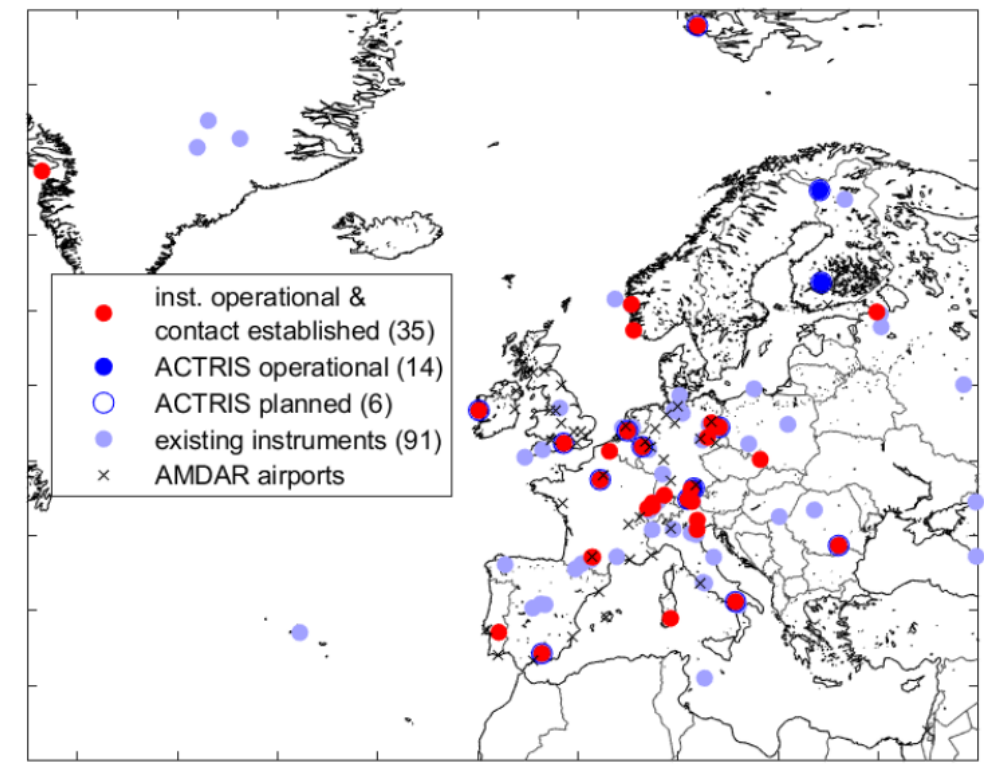 inst. operational &
contact established (35)
ACTRIS operational (14)
ACTRIS planned (6)
existing instruments (91)
AMDAR airports